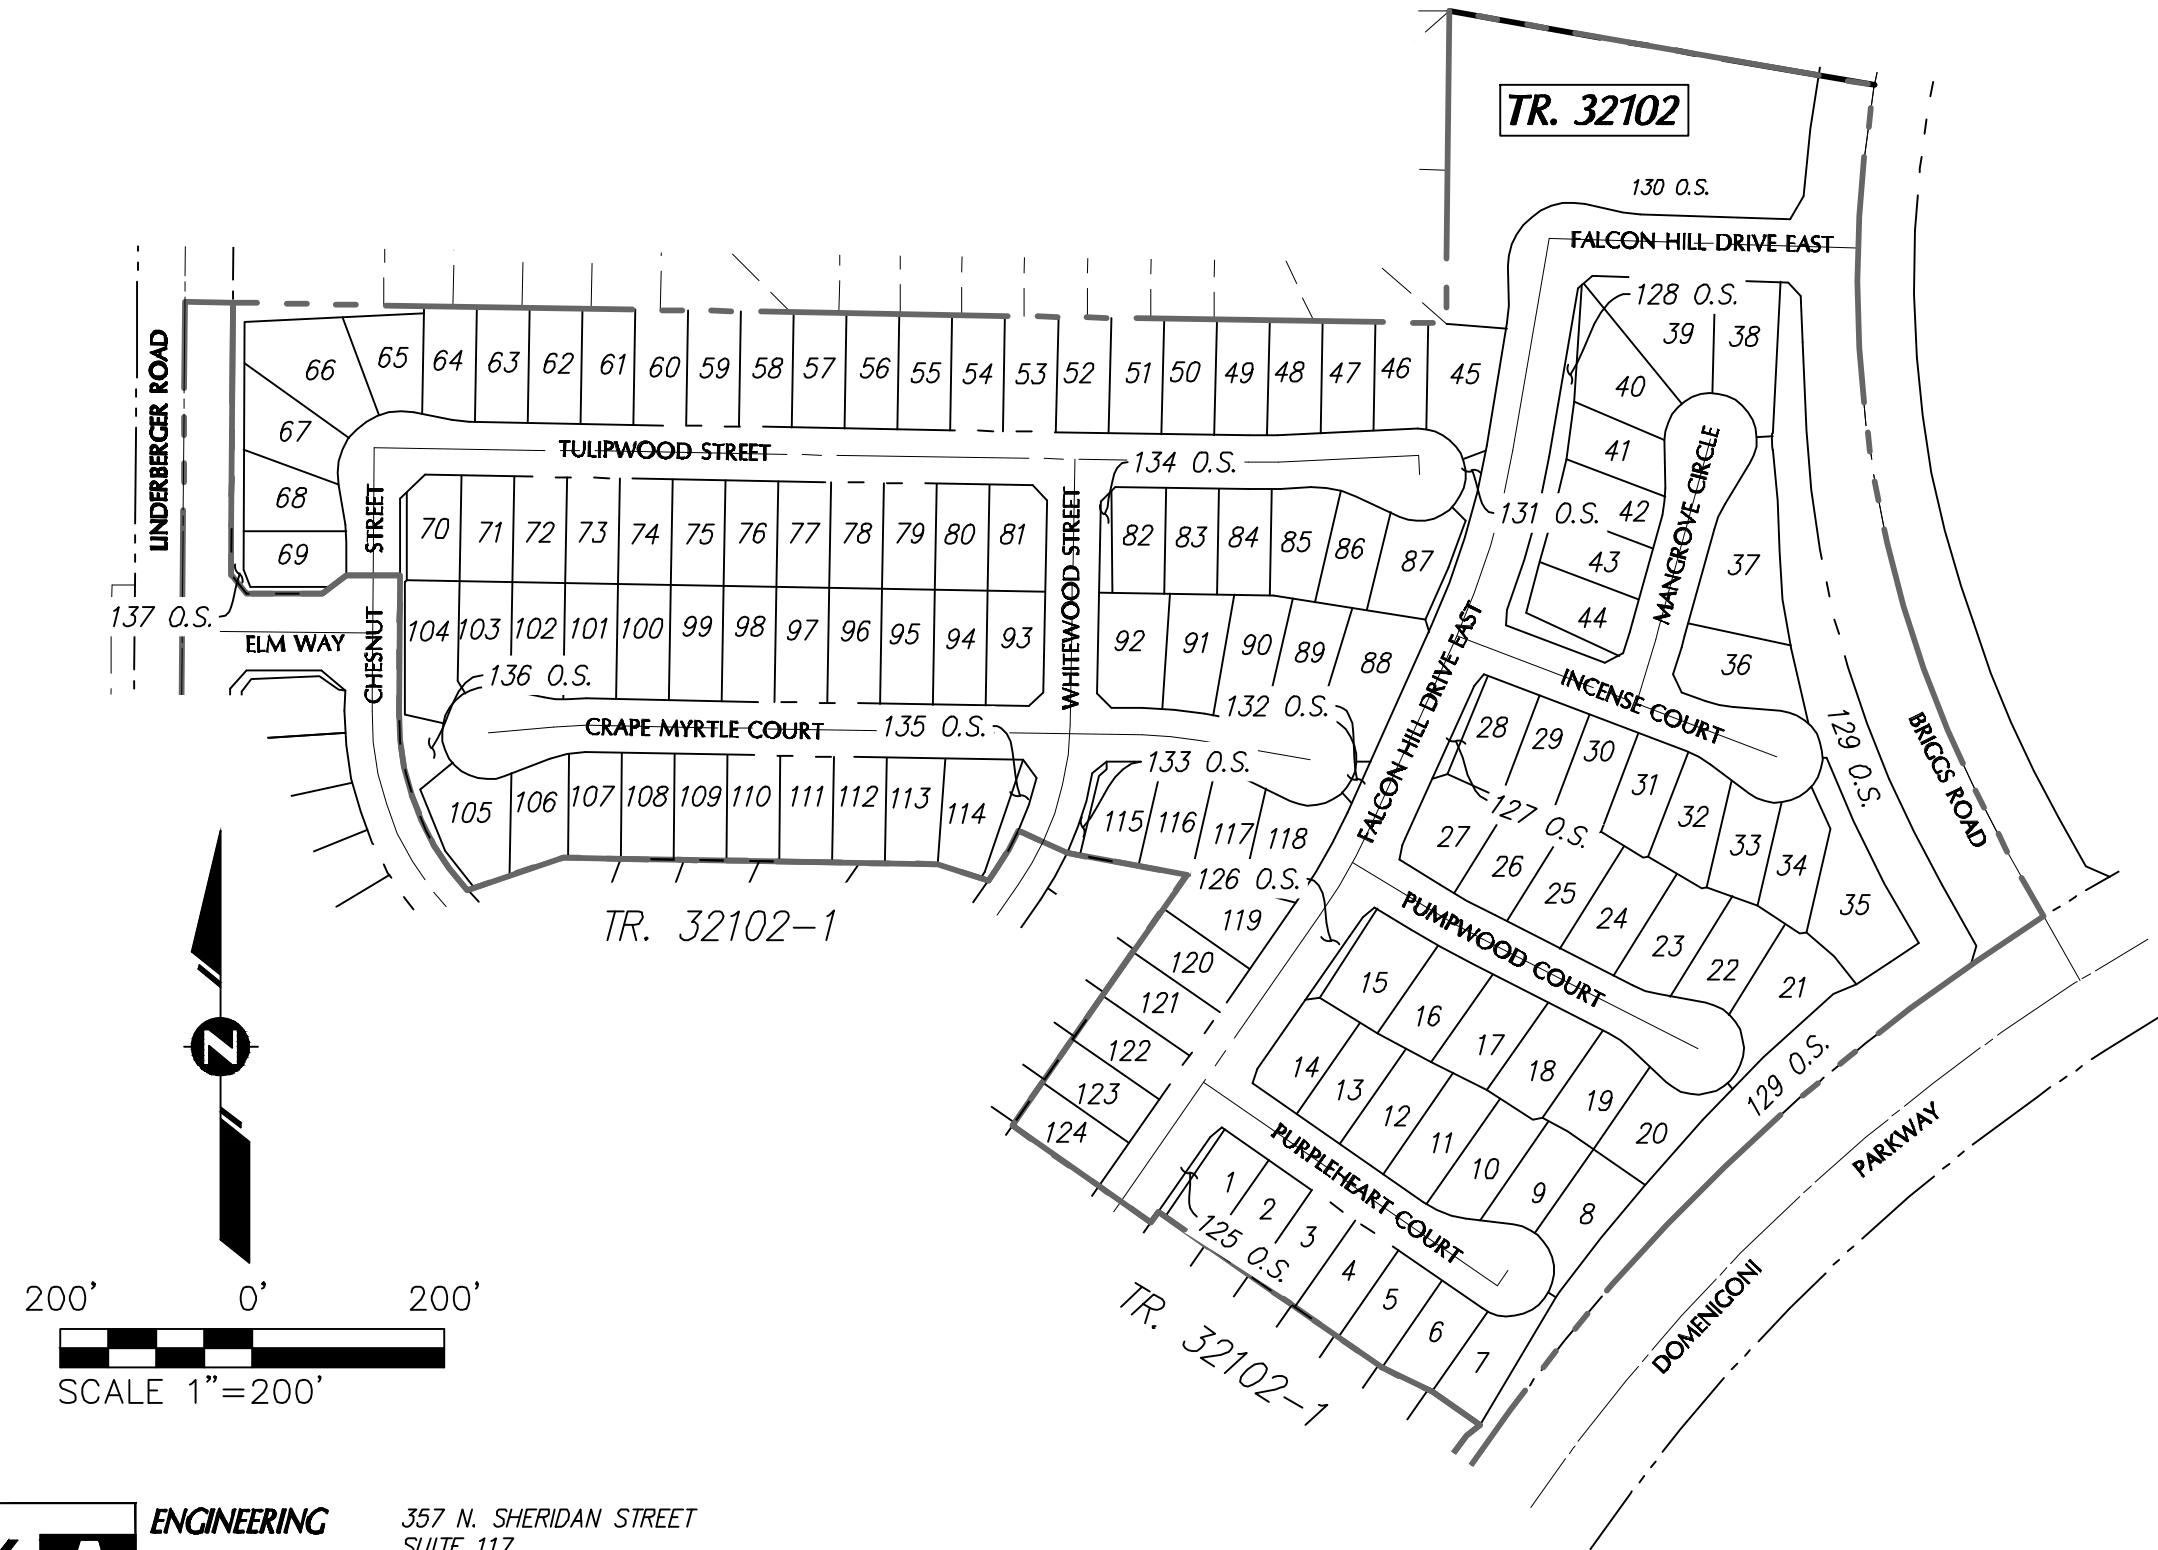 TR. 32102
130 O.S.
FALCON HILL DRIVE EAST
128 O.S.
39 38
LINDERBERGER ROAD
66 65 64 63 62 61 60 59 58 57 56 55 54 53 52 51 50 49 48 47 46 45
40
67
TULIPWOOD STREET
134 O.S.
41
MANGROVE CIRCLE
68
CHESNUT STREET
70 71 72 73 74 75 76 77 78 79 80 81
WHITEWOOD STREET
82 83 84 85 86 87
131 O.S.
42
69
43
37
137 O.S.
44
ELM WAY
104 103 102 101 100 99 98 97 96 95 94 93
92 91 90 89 88
FALCON HILL DRIVE EAST
36
136 O.S.
INCENSE COURT
132 O.S.
CRAPE MYRTLE COURT
135 O.S.
28 29 30 31 32 33 34 35
129 O.S.
BRIGGS ROAD
133 O.S.
105 106 107 108 109 110 111 112 113 114
115 116 117 118
127 O.S.
27 26 25 24 23 22 21
126 O.S.
PUMPWOOD COURT
TR. 32102-1
119
120
121
122
123
124
15 16 17 18 19 20
129 O.S.
14 13 12 11 10 9 8
PURPLEHEART COURT
PARKWAY
DOMENIGONI
1 2 3 4 5 6 7
125 O.S.
TR. 32102-1
N
200' 0' 200'
SCALE 1"=200'
ENGINEERING
357 N. SHERIDAN STREET
SUITE 117